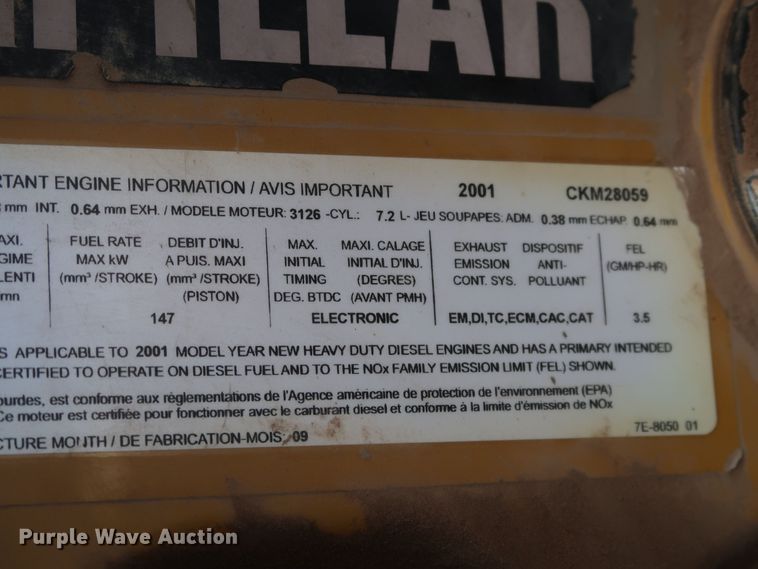 PILLAR
RTANT ENGINE INFORMATION / AVIS IMPORTANT 2001 CKM28059
mm INT. 0.64 mm EXH. / MODELE MOTEUR: 3126 -CYL.: 7.2 L- JEU SOUPAPES: ADM. 0.38 mm ECHAP. 0.64 mm
AXI. FUEL RATE DEBIT D'INJ. MAX. MAXI. CALAGE EXHAUST DISPOSITIF FEL
GIME MAX kW A PUIS. MAXI INITIAL INITIAL D'INJ. EMISSION ANTI- (GM/HP-HR)
LENTI (mm³ /STROKE) (mm³ /STROKE) TIMING (DEGRES) CONT. SYS. POLLUANT
mn (PISTON) DEG. BTDC (AVANT PMH)
147 ELECTRONIC EM,DI,TC,ECM,CAC,CAT 3.5
S APPLICABLE TO 2001 MODEL YEAR NEW HEAVY DUTY DIESEL ENGINES AND HAS A PRIMARY INTENDED
CERTIFIED TO OPERATE ON DIESEL FUEL AND TO THE NOx FAMILY EMISSION LIMIT (FEL) SHOWN.
ourdes, est conforme aux réglementations de l'Agence américaine de protection de l'environnement (EPA)
Ce moteur est certifiée pour fonctionner avec le carburant diesel et conforme à la limite d'émission de NOx
CTURE MONTH / DE FABRICATION-MOIS: 09
7E-8050 01
Purple Wave Auction